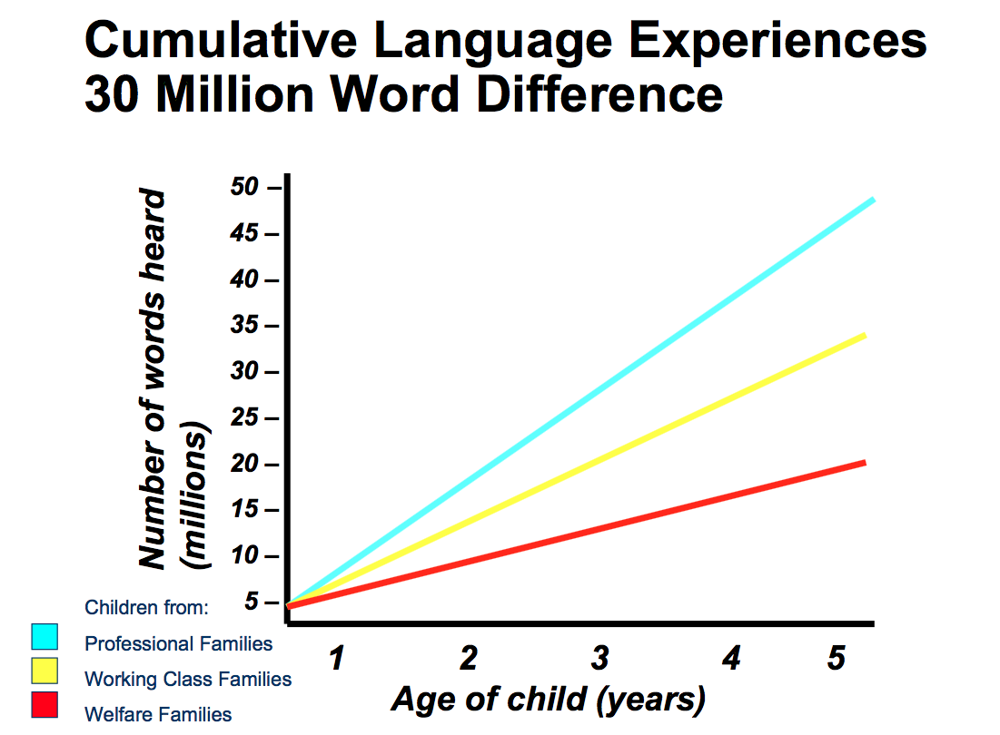 Cumulative Language Experiences
30 Million Word Difference
Number of words heard
(millions)
50
45
40
35
30
25
20
15
10
5
1 2 3 4 5
Age of child (years)
Children from:
Professional Families
Working Class Families
Welfare Families